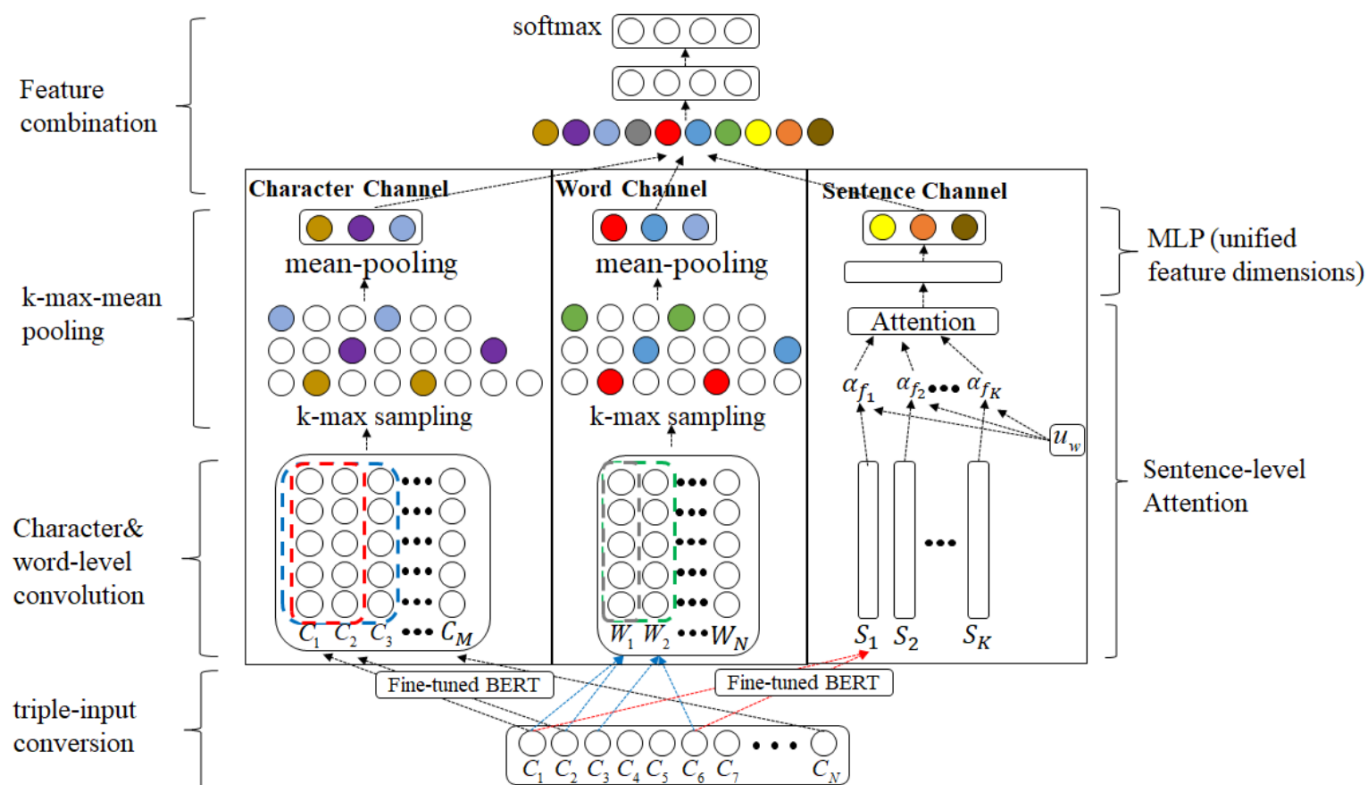 softmax
Feature
combination
Character Channel
Word Channel
Sentence Channel
mean-pooling
mean-pooling
MLP (unified
feature dimensions)
k-max-mean
pooling
Attention
α_{f_1} α_{f_2} ••• α_{f_K}
k-max sampling
k-max sampling
u_w
Sentence-level
Attention
Character&
word-level
convolution
C_1 C_2 C_3 ••• C_M
W_1 W_2 ••• W_N
S_1 S_2 S_K
Fine-tuned BERT
Fine-tuned BERT
triple-input
conversion
C_1 C_2 C_3 C_4 C_5 C_6 C_7 C_N